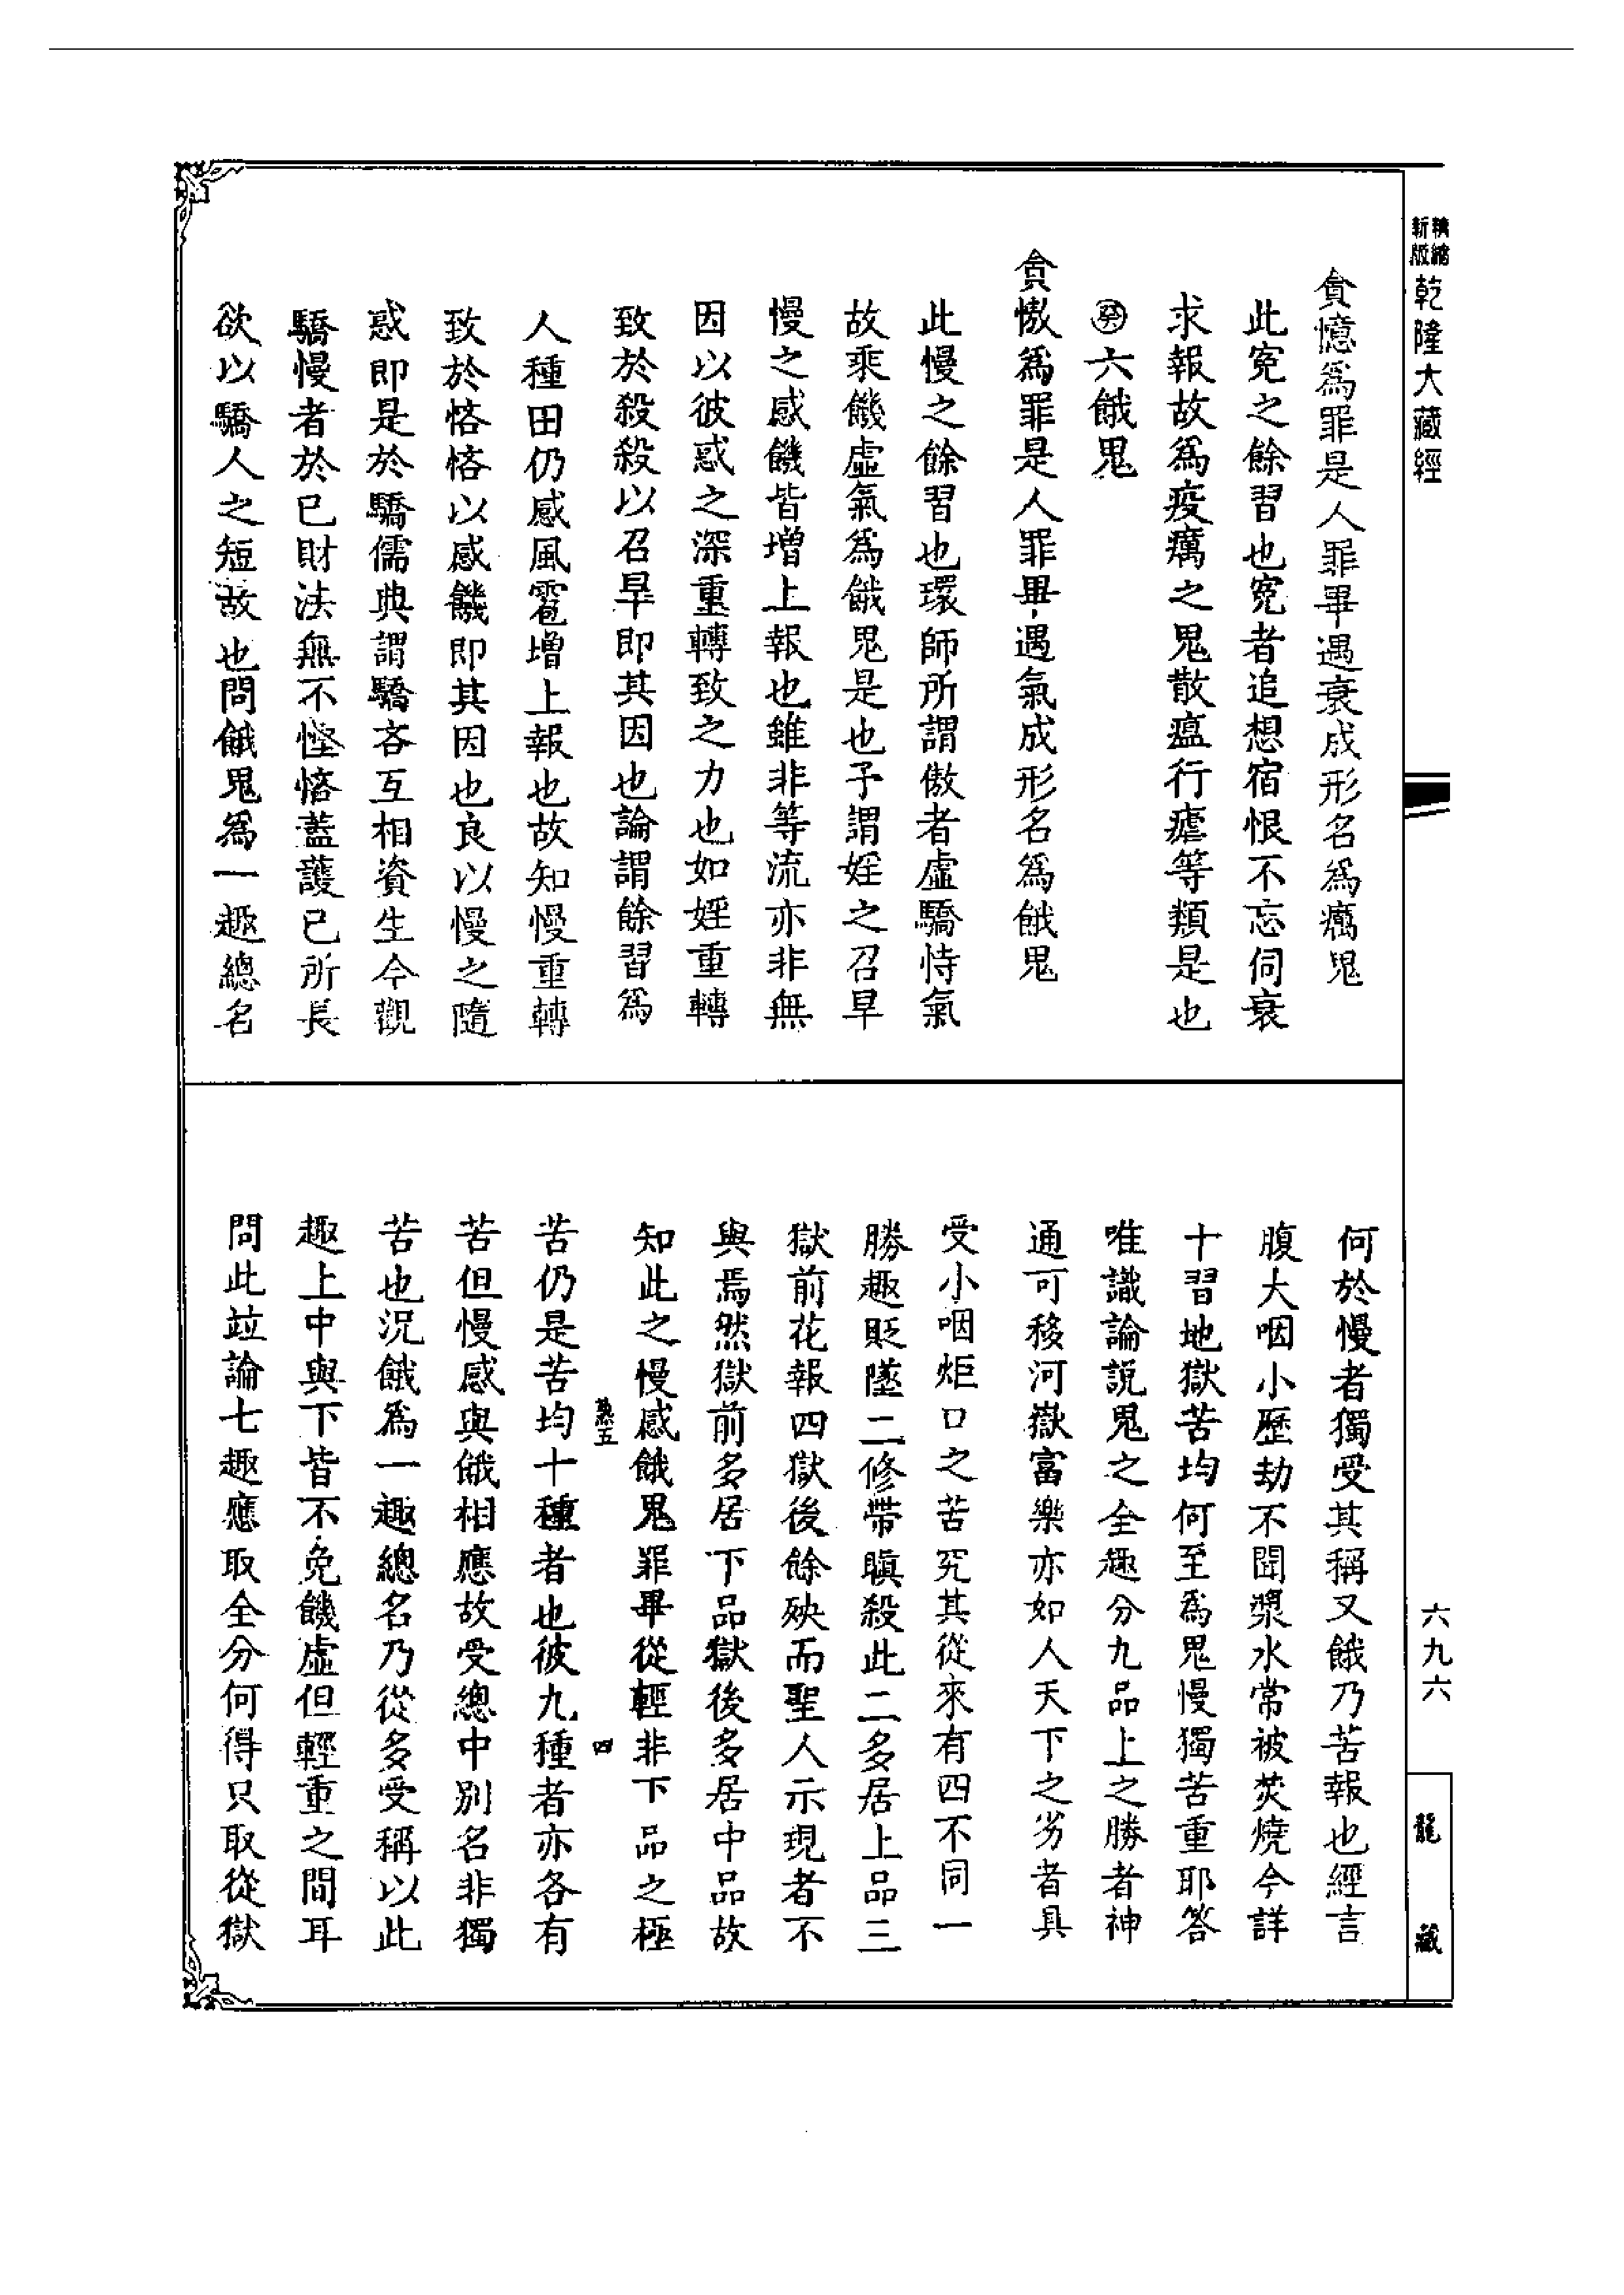 精縮新版 乾隆大藏經
貪憶為罪是人罪畢遇衰成形名為癘鬼
此寃之餘習也寃者追想宿恨不忘伺衰
求報故為疫癘之鬼散瘟行瘧等類是也
㊎六餓鬼
貪慠為罪是人罪畢遇氣成形名為餓鬼
此慢之餘習也環師所謂傲者虛驕恃氣
故乘饑虛氣為餓鬼是也予謂婬之召旱
慢之感饑皆增上報也雖非等流亦非無
因以彼惑之深重轉致之力也如婬重轉
致於殺殺以召旱即其因也論謂餘習為
人種田仍感風雹增上報也故知慢重轉
致於悋悋以感饑即其因也良以慢之隨
惑即是於驕儒典謂驕吝互相資生今觀
驕慢者於已財法無不慳悋蓋護已所長
欲以驕人之短故也問餓鬼為一趣總名
何於慢者獨受其稱又餓乃苦報也經言
腹大咽小歷劫不聞漿水常被焚燒今詳
十習地獄苦均何至為鬼慢獨苦重耶答
唯識論說鬼之全趣分九品上之勝者神
通可移河嶽富樂亦如人天下之劣者具
受小咽炬口之苦究其從來有四不同一
勝趣貶墜二修帶瞋殺此二多居上品三
獄前花報四獄後餘殃而聖人示現者不
與焉然獄前多居下品獄後多居中品故
知此之慢感餓鬼罪畢從輕非下品之極
苦仍是苦均十種者也彼九種者亦各有
苦但慢感與餓相應故受總中別名非獨
苦也況餓為一趣總名乃從多受稱以此
趣上中與下皆不免饑虛但輕重之間耳
問此竝論七趣應取全分何得只取從獄
四
六九六
龍藏